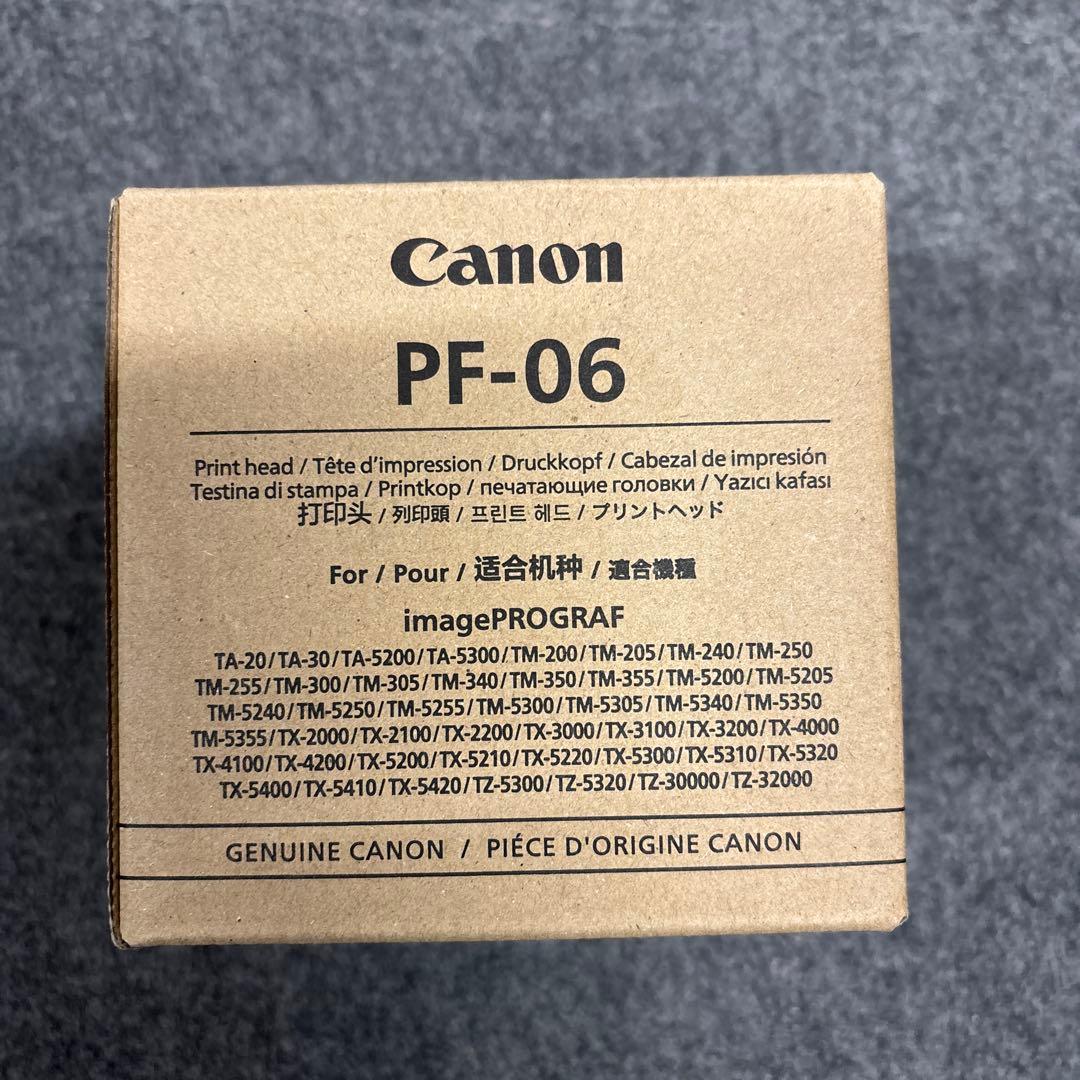 Canon
PF-06
Print head / Tête d'impression / Druckkopf / Cabezal de impresión
Testina di stampa / Printkop / печатающие головки / Yazıcı kafası
打印头 / 列印頭 / 프린트 헤드 / プリントヘッド
For / Pour / 适合机种 / 適合機種
imagePROGRAF
TA-20/TA-30/TA-5200/TA-5300/TM-200/TM-205/TM-240/TM-250
TM-255/TM-300/TM-305/TM-340/TM-350/TM-355/TM-5200/TM-5205
TM-5240/TM-5250/TM-5255/TM-5300/TM-5305/TM-5340/TM-5350
TM-5355/TX-2000/TX-2100/TX-2200/TX-3000/TX-3100/TX-3200/TX-4000
TX-4100/TX-4200/TX-5200/TX-5210/TX-5220/TX-5300/TX-5310/TX-5320
TX-5400/TX-5410/TX-5420/TZ-5300/TZ-5320/TZ-30000/TZ-32000
GENUINE CANON / PIÉCE D'ORIGINE CANON